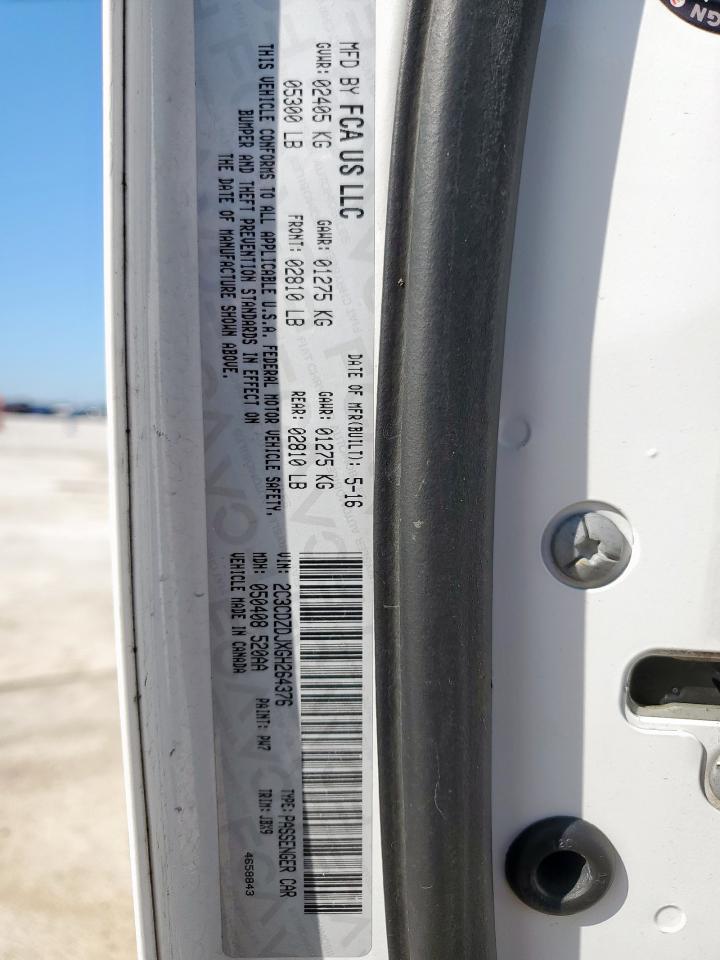 MFD BY FCA US LLC
DATE OF MFR(BUILT): 5-16
GVWR: 02405 KG GAWR: 01275 KG GAWR: 01275 KG
05300 LB FRONT: 02810 LB REAR: 02810 LB
THIS VEHICLE CONFORMS TO ALL APPLICABLE U.S.A. FEDERAL MOTOR VEHICLE SAFETY,
BUMPER AND THEFT PREVENTION STANDARDS IN EFFECT ON
THE DATE OF MANUFACTURE SHOWN ABOVE.
VIN: 2C3CDZDJXGH264376 TYPE: PASSENGER CAR
MDH: 050408 520AA PAINT: PW7 TRIM: JBX9
VEHICLE MADE IN CANADA 4658843